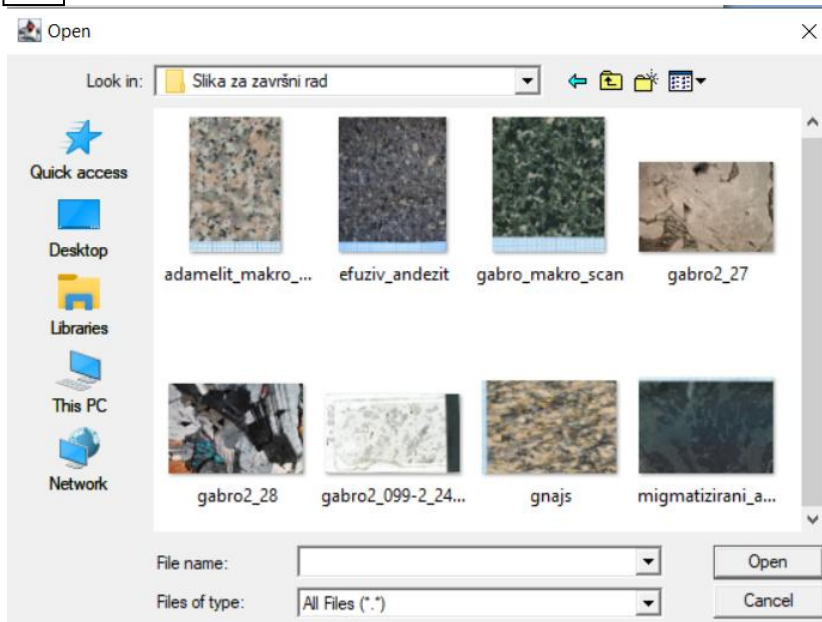 Open
Look in:
Slika za završni rad
Quick access
Desktop
Libraries
This PC
Network
adamelit_makro_...
efuziv_andezit
gabro_makro_scan
gabro2_27
gabro2_28
gabro2_099-2_24...
gnajs
migmatizirani_a...
File name:
Open
Files of type:
All Files (*.*)
Cancel